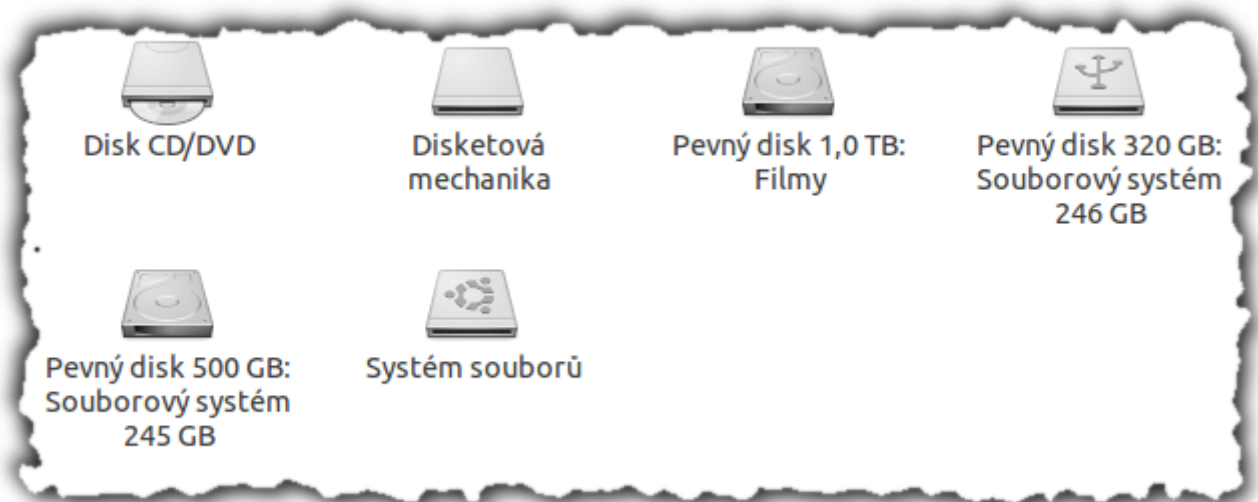 Disk CD/DVD
Disketová
mechanika
Pevný disk 1,0 TB:
Filmy
Pevný disk 320 GB:
Souborový systém
246 GB
Pevný disk 500 GB:
Souborový systém
245 GB
Systém souborů